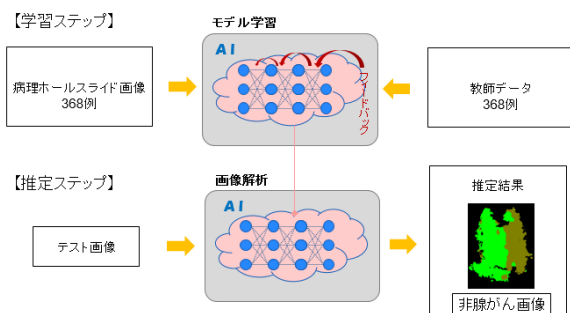 【学習ステップ】
モデル学習
AI
病理ホールスライド画像
368例
フィードバック
教師データ
368例
【推定ステップ】
画像解析
AI
テスト画像
推定結果
非腺がん画像